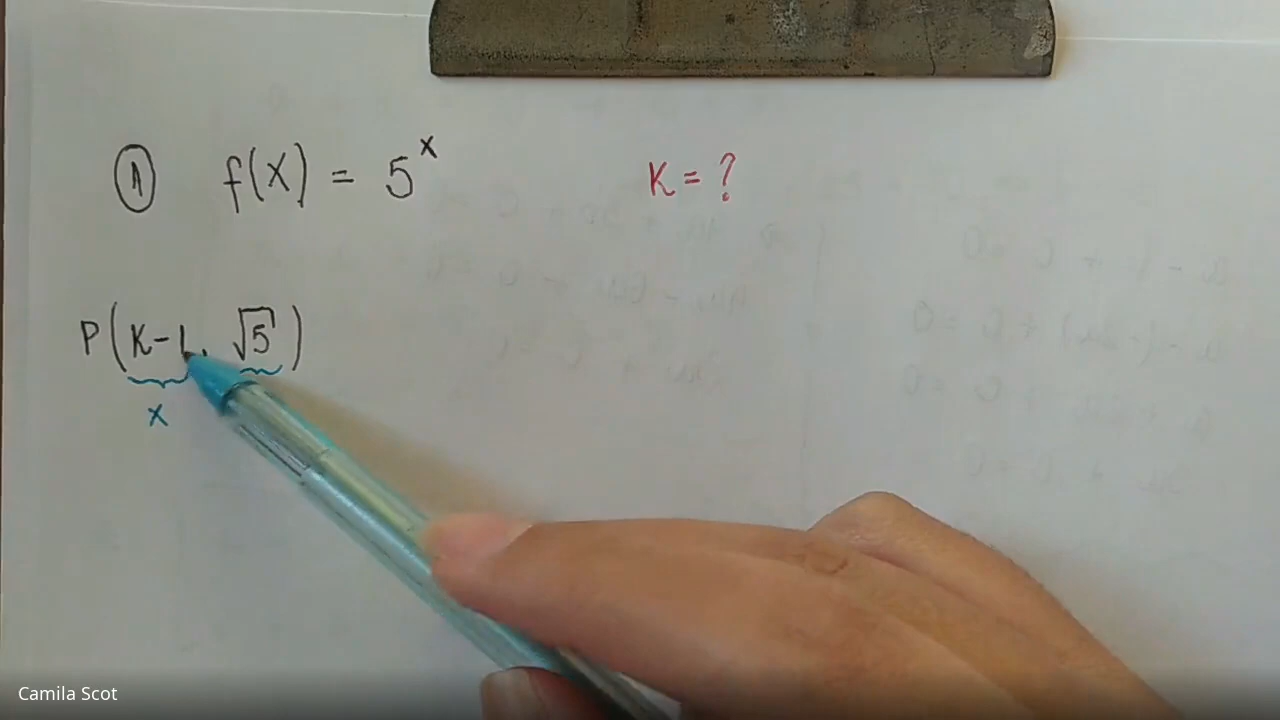 ① f(x) = 5^x K = ?
P(K-1, √5)
x
Camila Scot